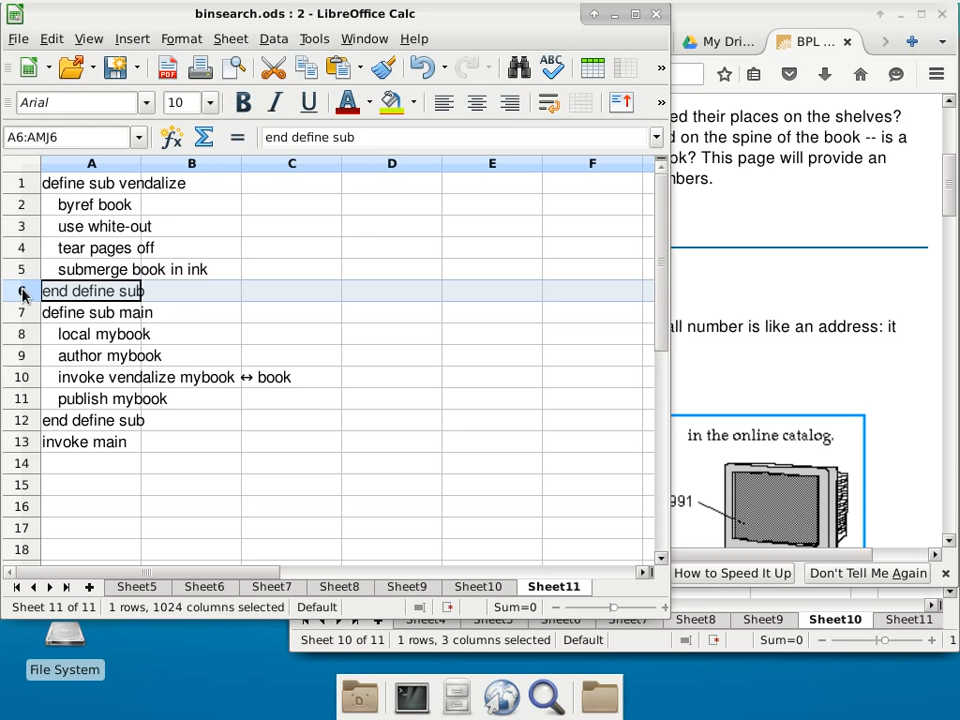 binsearch.ods : 2 - LibreOffice Calc
File Edit View Insert Format Sheet Data Tools Window Help
PDF
ABC
»
Arial
10
B I U A
»
A6:AMJ6
end define sub
A B C D E F
1 define sub vendalize
2 byref book
3 use white-out
4 tear pages off
5 submerge book in ink
6 end define sub
7 define sub main
8 local mybook
9 author mybook
10 invoke vendalize mybook ↔ book
11 publish mybook
12 end define sub
13 invoke main
14
15
16
17
18
Sheet5 Sheet6 Sheet7 Sheet8 Sheet9 Sheet10 Sheet11
Sheet 11 of 11 1 rows, 1024 columns selected Default Sum=0
My Dri... BPL ...
ed their places on the shelves?
d on the spine of the book -- is a
ok? This page will provide an
nbers.
all number is like an address: it
in the online catalog.
991
How to Speed It Up Don't Tell Me Again
Sheet8 Sheet9 Sheet10 Sheet11
Sheet 10 of 11 1 rows, 3 columns selected Default Sum=0 1
File System